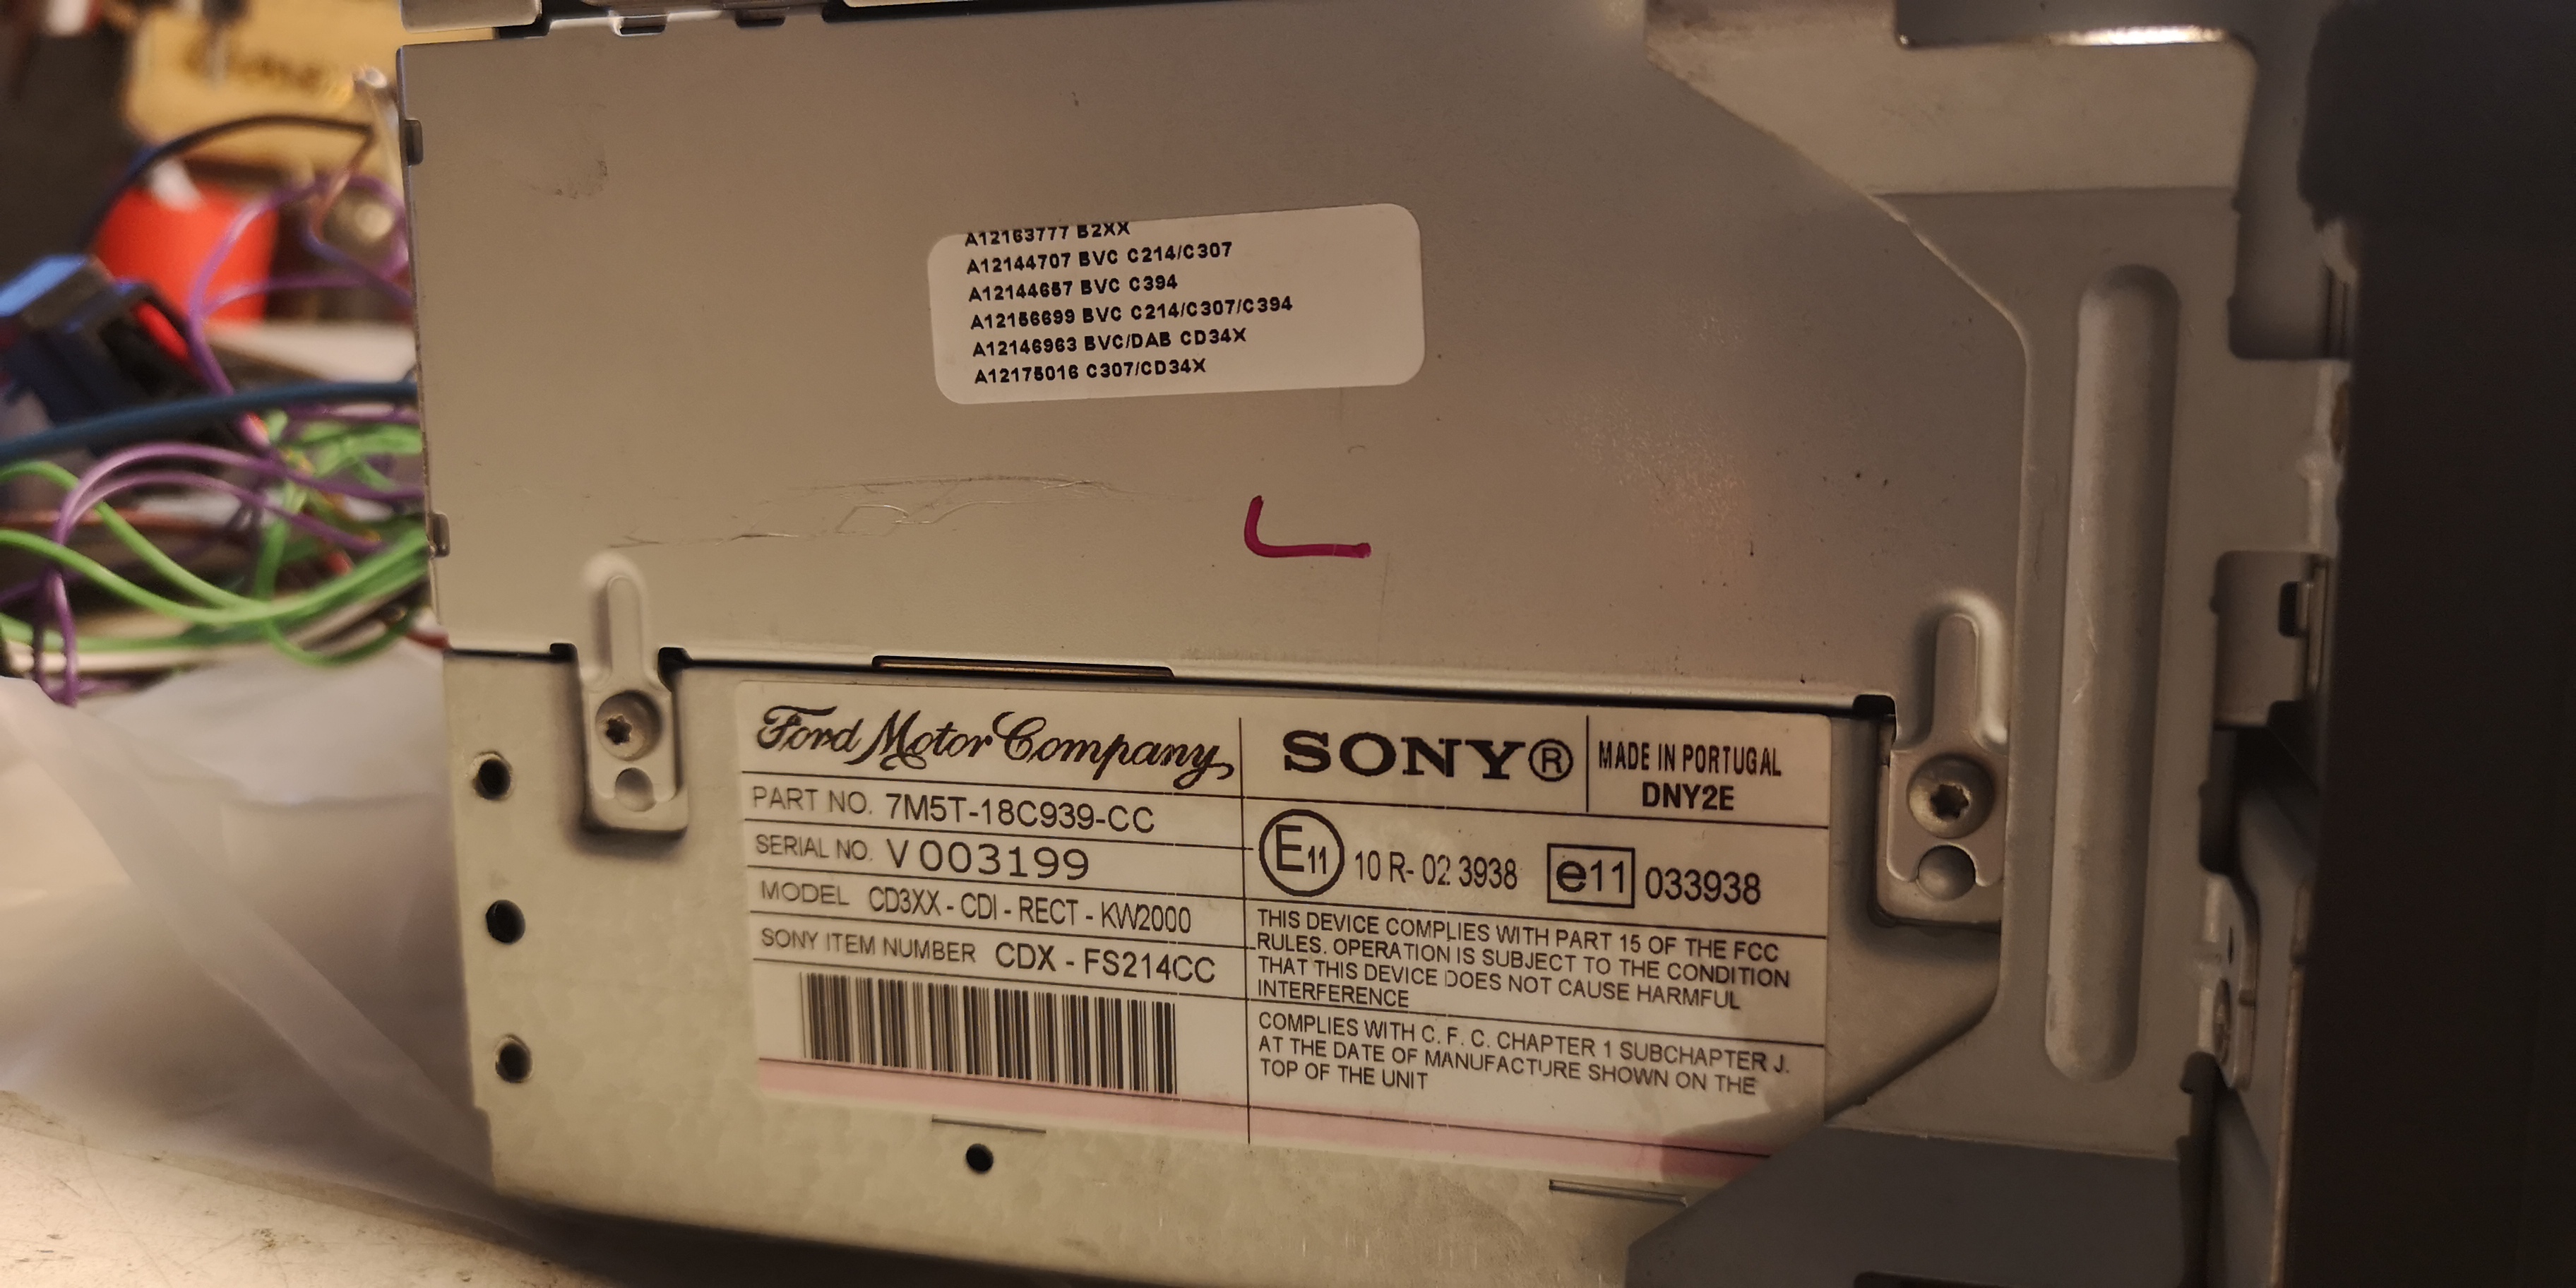 A12163777 B2XX
A12144707 BVC C214/C307
A12144657 BVC C394
A12156699 BVC C214/C307/C394
A12146963 BVC/DAB CD34X
A12175016 C307/CD34X
Ford Motor Company
SONY®
MADE IN PORTUGAL
DNY2E
PART NO. 7M5T-18C939-CC
SERIAL NO. V003199
MODEL CD3XX - CDI - RECT - KW2000
SONY ITEM NUMBER CDX - FS214CC
E11 10 R- 02 3938 e11 033938
THIS DEVICE COMPLIES WITH PART 15 OF THE FCC
RULES. OPERATION IS SUBJECT TO THE CONDITION
THAT THIS DEVICE DOES NOT CAUSE HARMFUL
INTERFERENCE
COMPLIES WITH C. F. C. CHAPTER 1 SUBCHAPTER J.
AT THE DATE OF MANUFACTURE SHOWN ON THE
TOP OF THE UNIT